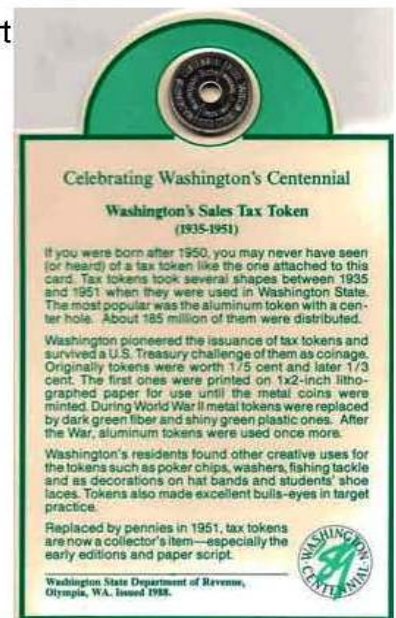 rt
Celebrating Washington's Centennial
Washington's Sales Tax Token
(1935-1951)
If you were born after 1950, you may never have seen
(or heard) of a tax token like the one attached to this
card. Tax tokens took several shapes between 1935
and 1951 when they were used in Washington State.
The most popular was the aluminum token with a cen-
ter hole. About 185 million of them were distributed.
Washington pioneered the issuance of tax tokens and
survived a U.S. Treasury challenge of them as coinage.
Originally tokens were worth 1/5 cent and later 1/3
cent. The first ones were printed on 1x2-inch litho-
graphed paper for use until the metal coins were
minted. During World War II metal tokens were replaced
by dark green fiber and shiny green plastic ones. After
the War, aluminum tokens were used once more.
Washington's residents found other creative uses for
the tokens such as poker chips, washers, fishing tackle
and as decorations on hat bands and students' shoe
laces. Tokens also made excellent bulls-eyes in target
practice.
Replaced by pennies in 1951, tax tokens
are now a collector's item—especially the
early editions and paper script.
Washington State Department of Revenue,
Olympia, WA. Issued 1988.
WASHINGTON
89
CENTENNIAL